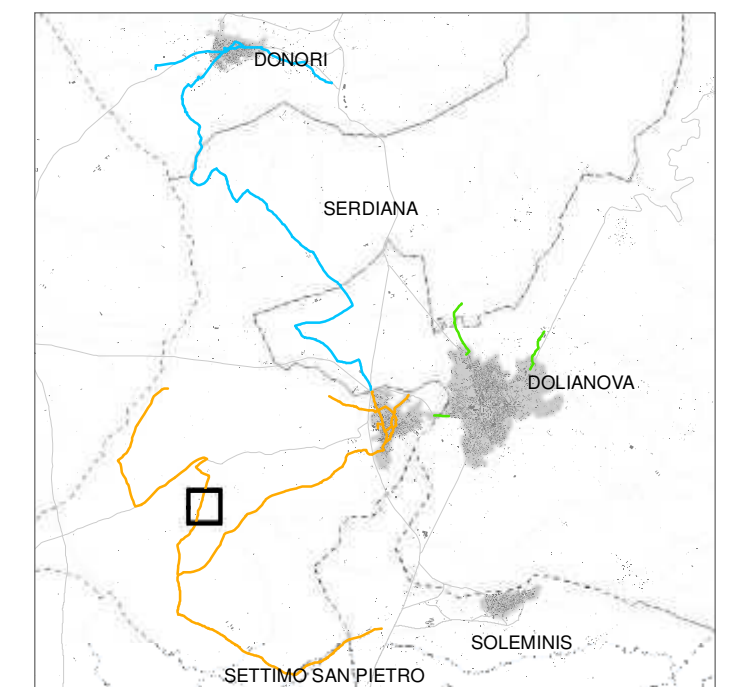 DONORI
SERDIANA
DOLIANOVA
SOLEMINIS
SETTIMO SAN PIETRO